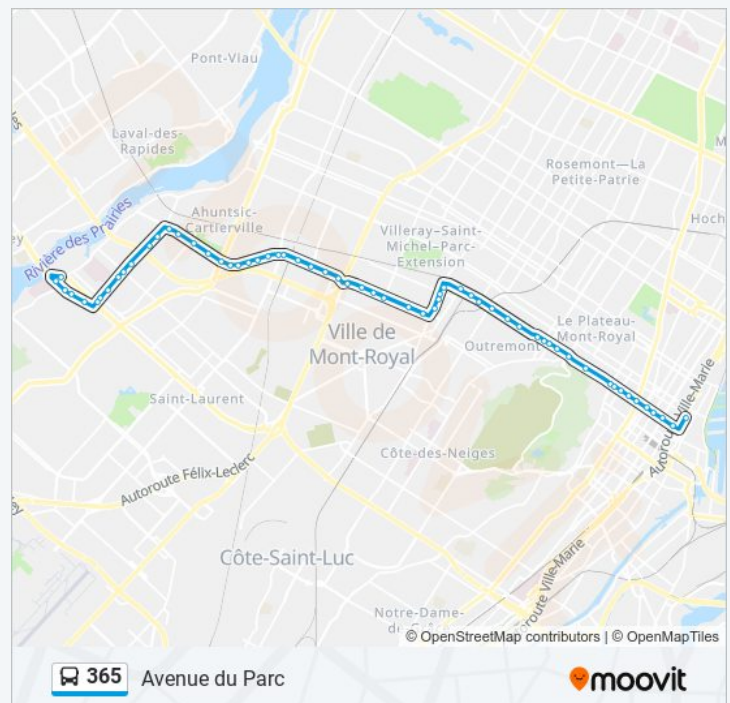 Pont-Viau
Laval-des-
Rapides
Rosemont—La
Petite-Patrie
Hoch
Ahuntsic-
Cartierville
Rivière des Prairies
Villeray–Saint-
Michel–Parc-
Extension
Le Plateau-
Mont-Royal
Ville de
Mont-Royal
Outremont
Saint-Laurent
Autoroute Ville-Marie
Côte-des-Neiges
Autoroute Félix-Leclerc
Côte-Saint-Luc
Notre-Dame-
de-
oroute Ville-Marie
© OpenStreetMap contributors | © OpenMapTiles
365 Avenue du Parc
moovit